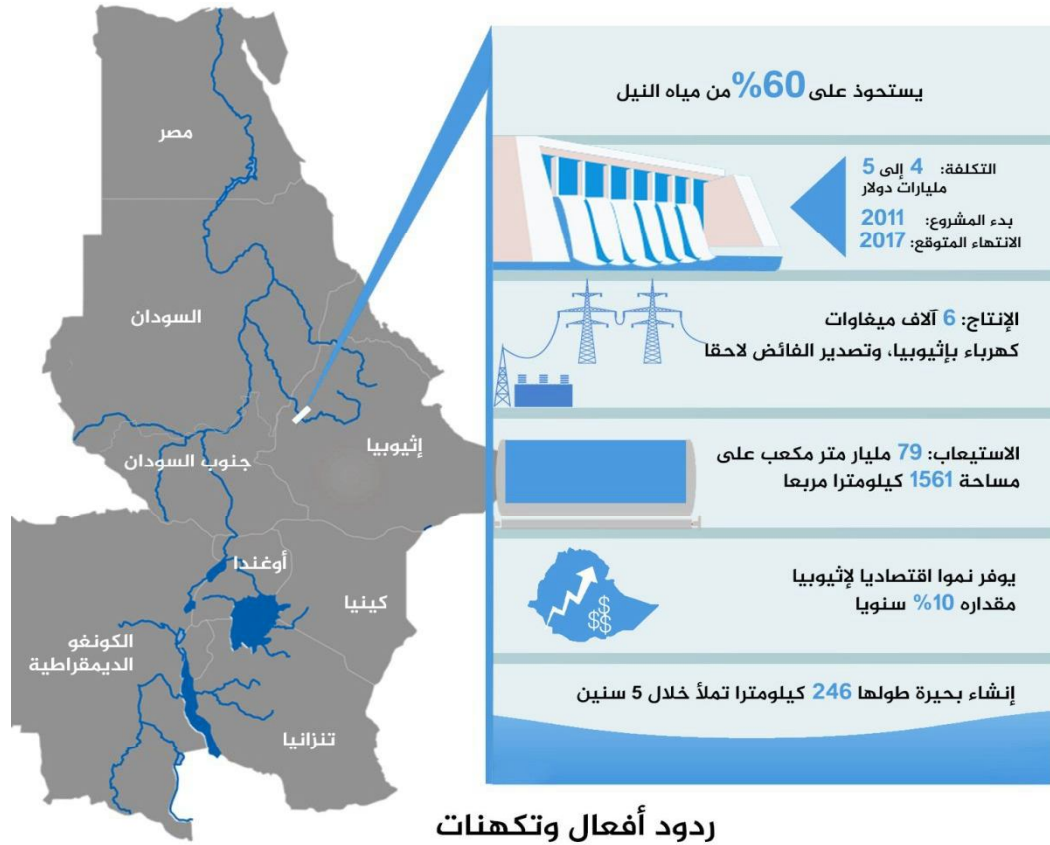 يستحوذ على 60% من مياه النيل
التكلفة: 4 إلى 5
مليارات دولار
بدء المشروع: 2011
الانتهاء المتوقع: 2017
الإنتاج: 6 آلاف ميغاوات
كهرباء بإثيوبيا، وتصدير الفائض لاحقا
الاستيعاب: 79 مليار متر مكعب على
مساحة 1561 كيلومترا مربعا
يوفر نموا اقتصاديا لإثيوبيا
مقداره 10% سنويا
إنشاء بحيرة طولها 246 كيلومترا تملأ خلال 5 سنين
مصر
السودان
إثيوبيا
جنوب السودان
أوغندا
كينيا
الكونغو
الديمقراطية
تنزانيا
ردود أفعال وتكهنات